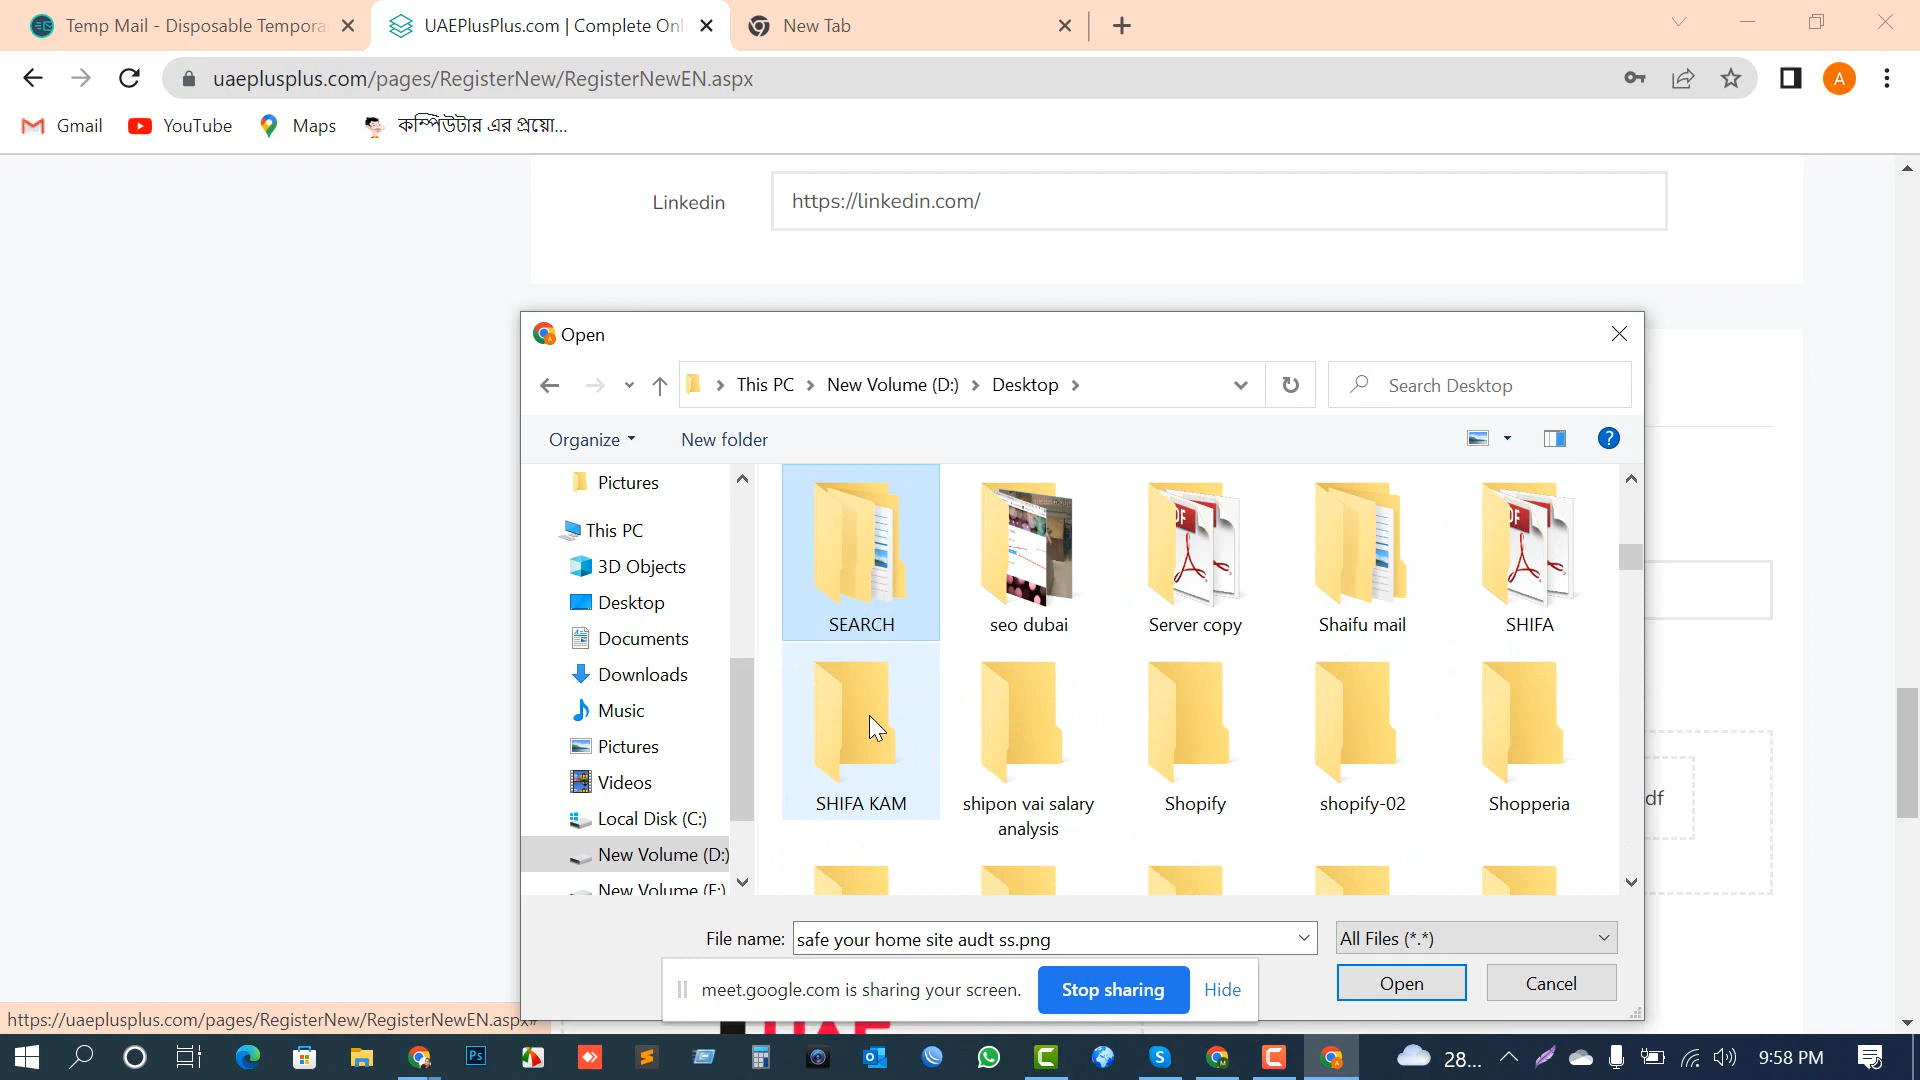 Temp Mail - Disposable Tempora
UAEPlusPlus.com | Complete Onl
New Tab
uaeplusplus.com/pages/RegisterNew/RegisterNewEN.aspx
A
Gmail
YouTube
Maps
কম্পিউটার এর প্রয়ো...
Linkedin
https://linkedin.com/
Open
This PC
New Volume (D:)
Desktop
Search Desktop
Organize
New folder
Pictures
This PC
3D Objects
Desktop
Documents
Downloads
Music
Pictures
Videos
Local Disk (C:)
New Volume (D:)
New Volume (F:)
SEARCH
seo dubai
Server copy
Shaifu mail
SHIFA
SHIFA KAM
shipon vai salary
analysis
Shopify
shopify-02
Shopperia
df
File name:
safe your home site audt ss.png
All Files (*.*)
Open
Cancel
meet.google.com is sharing your screen.
Stop sharing
Hide
https://uaeplusplus.com/pages/RegisterNew/RegisterNewEN.aspx#
UAE
28...
9:58 PM